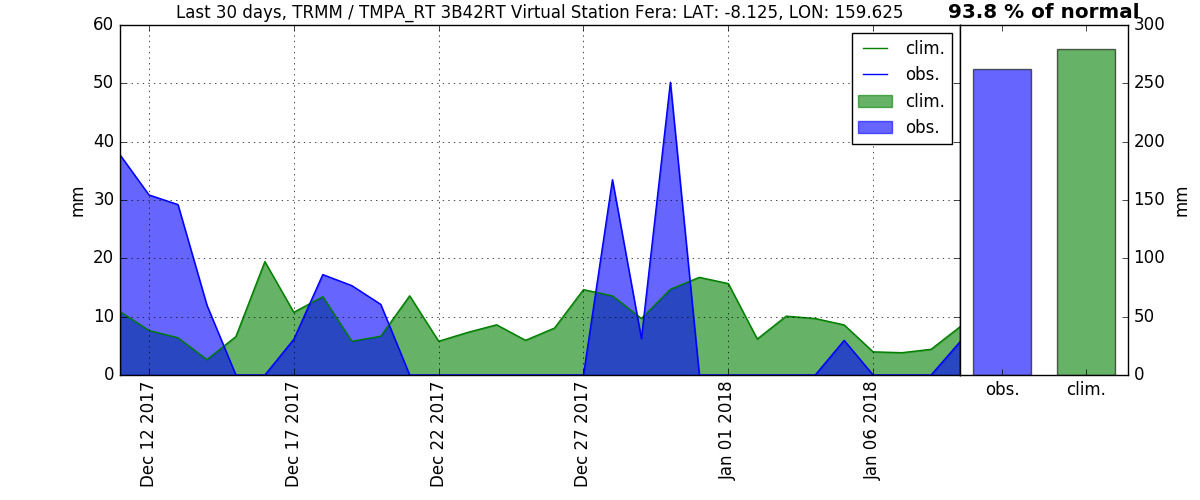 Last 30 days, TRMM / TMPA_RT 3B42RT Virtual Station Fera: LAT: -8.125, LON: 159.625
93.8 % of normal
60
50
40
30
20
10
0
mm
clim.
obs.
clim.
obs.
300
250
200
150
100
50
0
mm
Dec 12 2017
Dec 17 2017
Dec 22 2017
Dec 27 2017
Jan 01 2018
Jan 06 2018
obs.
clim.